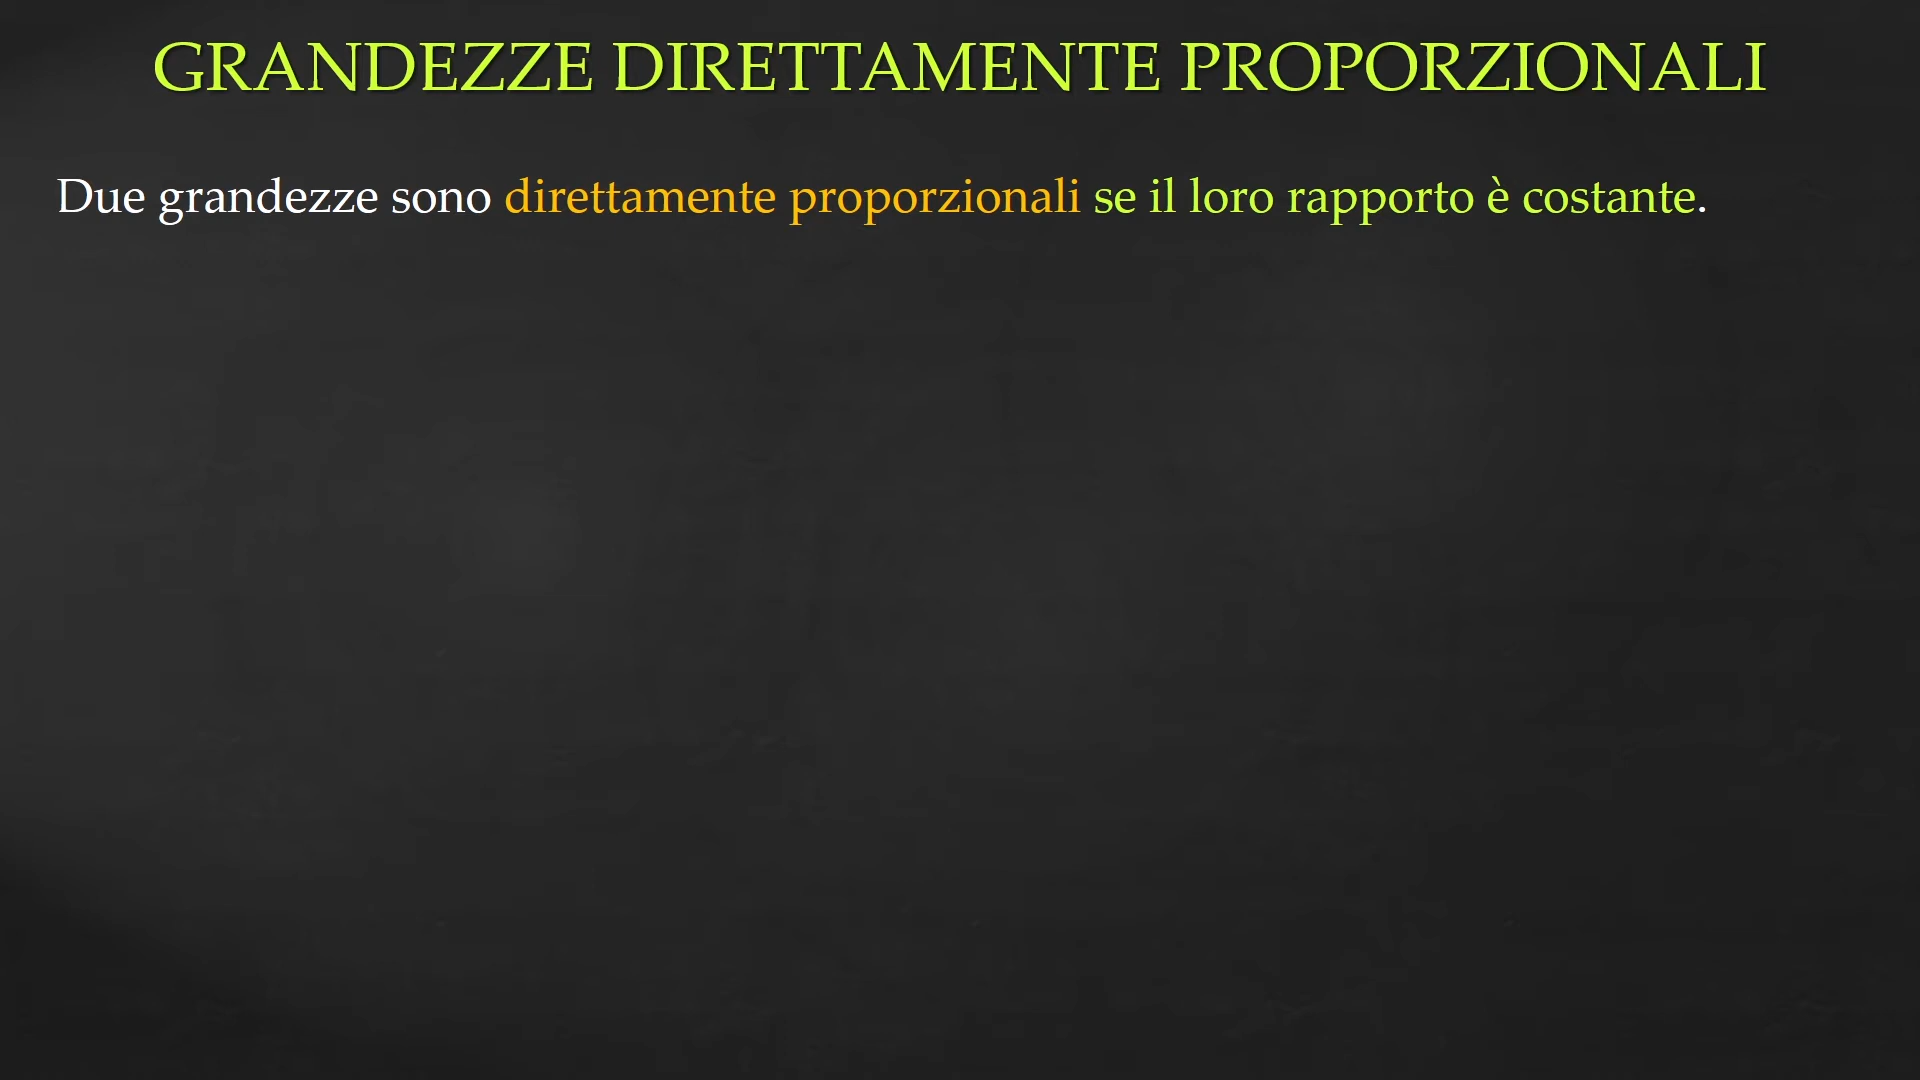 GRANDEZZE DIRETTAMENTE PROPORZIONALI
Due grandezze sono direttamente proporzionali se il loro rapporto è costante.